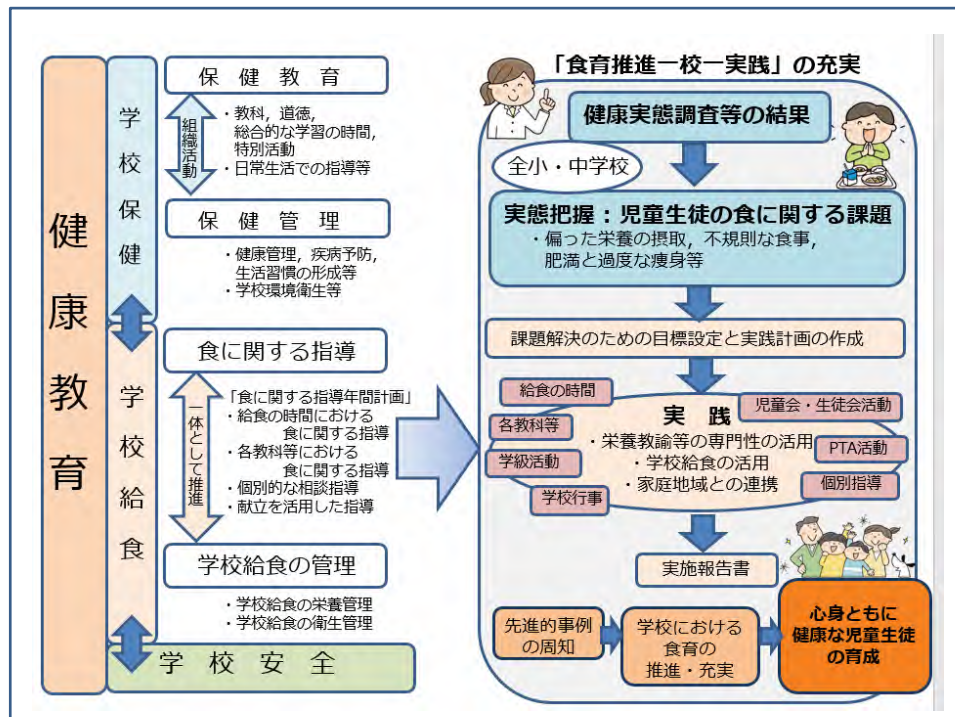 健康教育
学校保健
保健教育
組織活動
・教科，道徳，
総合的な学習の時間，
特別活動
・日常生活での指導等
保健管理
・健康管理，疾病予防，
生活習慣の形成等
・学校環境衛生等
学校給食
食に関する指導
一体として推進
「食に関する指導年間計画」
・給食の時間における
食に関する指導
・各教科等における
食に関する指導
・個別的な相談指導
・献立を活用した指導
学校給食の管理
・学校給食の栄養管理
・学校給食の衛生管理
学校安全
「食育推進一校一実践」の充実
健康実態調査等の結果
全小・中学校
実態把握：児童生徒の食に関する課題
・偏った栄養の摂取，不規則な食事，
肥満と過度な痩身等
課題解決のための目標設定と実践計画の作成
給食の時間
各教科等
学級活動
学校行事
実践
・栄養教諭等の専門性の活用
・学校給食の活用
・家庭地域との連携
児童会・生徒会活動
PTA活動
個別指導
実施報告書
先進的事例
の周知
学校における
食育の
推進・充実
心身ともに
健康な児童生徒
の育成